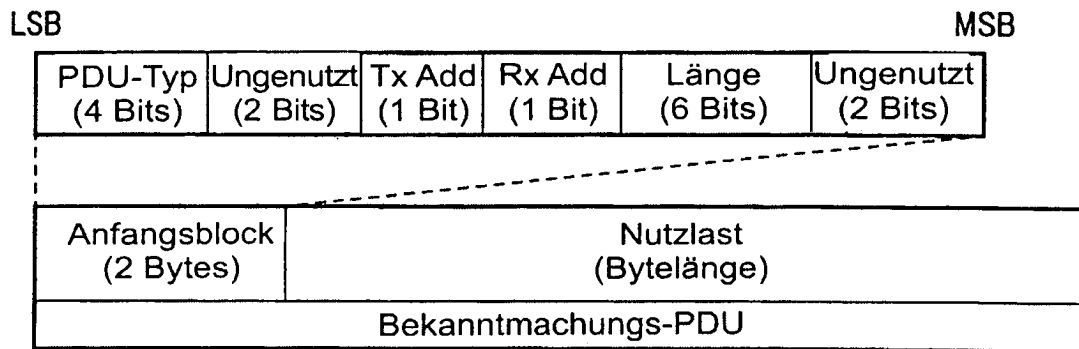 LSB MSB
PDU-Typ Ungenutzt Tx Add Rx Add Länge Ungenutzt
(4 Bits) (2 Bits) (1 Bit) (1 Bit) (6 Bits) (2 Bits)
Anfangsblock Nutzlast
(2 Bytes) (Bytelänge)
Bekanntmachungs-PDU